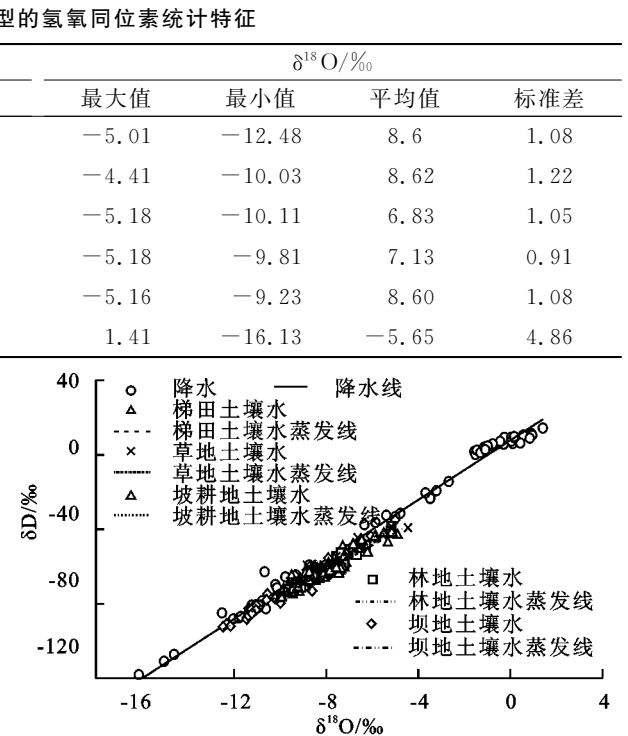 型的氢氧同位素统计特征
δ¹⁸O/‰
最大值 最小值 平均值 标准差
−5.01 −12.48 8.6 1.08
−4.41 −10.03 8.62 1.22
−5.18 −10.11 6.83 1.05
−5.18 −9.81 7.13 0.91
−5.16 −9.23 8.60 1.08
1.41 −16.13 −5.65 4.86
40
0
-40
-80
-120
δD/‰
降水 降水线
梯田土壤水
梯田土壤水蒸发线
草地土壤水
草地土壤水蒸发线
坡耕地土壤水
坡耕地土壤水蒸发线
林地土壤水
林地土壤水蒸发线
坝地土壤水
坝地土壤水蒸发线
-16 -12 -8 -4 0 4
δ¹⁸O/‰